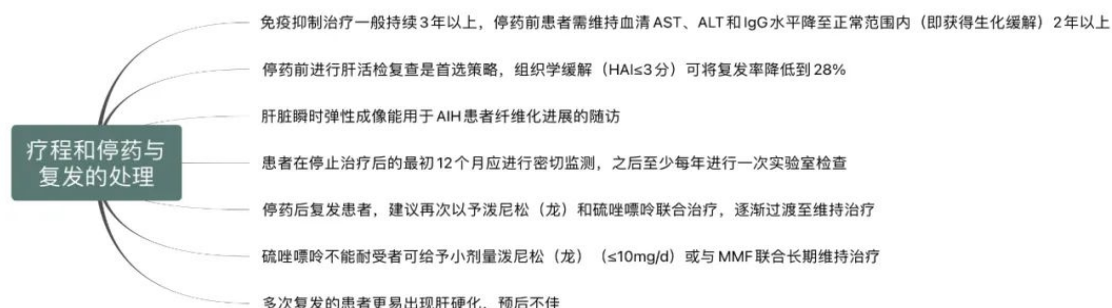 疗程和停药与
复发的处理
免疫抑制治疗一般持续3年以上，停药前患者需维持血清AST、ALT和IgG水平降至正常范围内（即获得生化缓解）2年以上
停药前进行肝活检复查是首选策略，组织学缓解（HAI≤3分）可将复发率降低到28%
肝脏瞬时弹性成像能用于AIH患者纤维化进展的随访
患者在停止治疗后的最初12个月应进行密切监测，之后至少每年进行一次实验室检查
停药后复发患者，建议再次以予泼尼松（龙）和硫唑嘌呤联合治疗，逐渐过渡至维持治疗
硫唑嘌呤不能耐受者可给予小剂量泼尼松（龙）（≤10mg/d）或与MMF联合长期维持治疗
多次复发的患者更易出现肝硬化，预后不佳